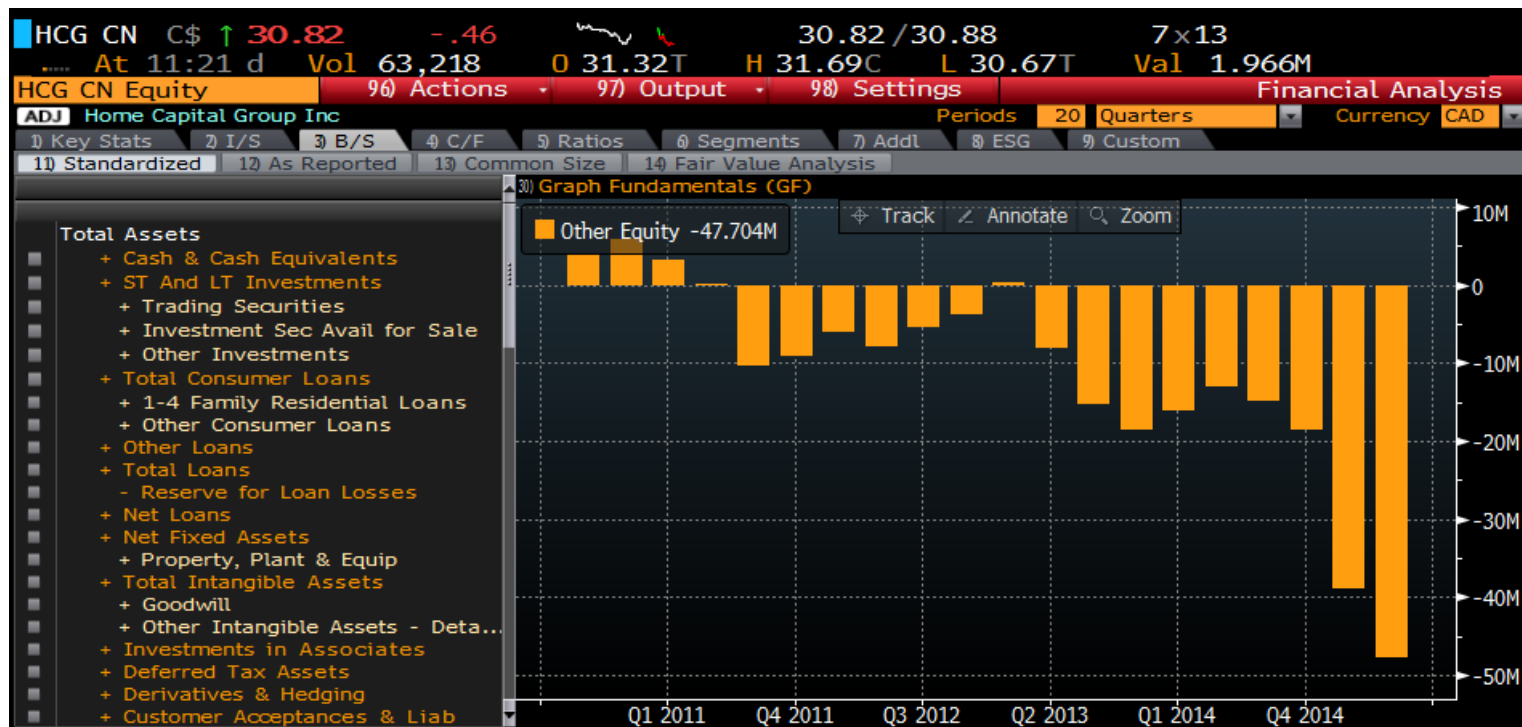 HCG CN C$ ↑ 30.82 -.46 30.82/30.88 7x13
At 11:21 d Vol 63,218 O 31.32T H 31.69C L 30.67T Val 1.966M
HCG CN Equity 96) Actions 97) Output 98) Settings Financial Analysis
ADJ Home Capital Group Inc Periods 20 Quarters Currency CAD
1) Key Stats 2) I/S 3) B/S 4) C/F 5) Ratios 6) Segments 7) Addl 8) ESG 9) Custom
11) Standardized 12) As Reported 13) Common Size 14) Fair Value Analysis
30) Graph Fundamentals (GF)
Track Annotate Zoom
Other Equity -47.704M
Total Assets
+ Cash & Cash Equivalents
+ ST And LT Investments
+ Trading Securities
+ Investment Sec Avail for Sale
+ Other Investments
+ Total Consumer Loans
+ 1-4 Family Residential Loans
+ Other Consumer Loans
+ Other Loans
+ Total Loans
- Reserve for Loan Losses
+ Net Loans
+ Net Fixed Assets
+ Property, Plant & Equip
+ Total Intangible Assets
+ Goodwill
+ Other Intangible Assets - Deta...
+ Investments in Associates
+ Deferred Tax Assets
+ Derivatives & Hedging
+ Customer Acceptances & Liab
10M
0
-10M
-20M
-30M
-40M
-50M
Q1 2011 Q4 2011 Q3 2012 Q2 2013 Q1 2014 Q4 2014